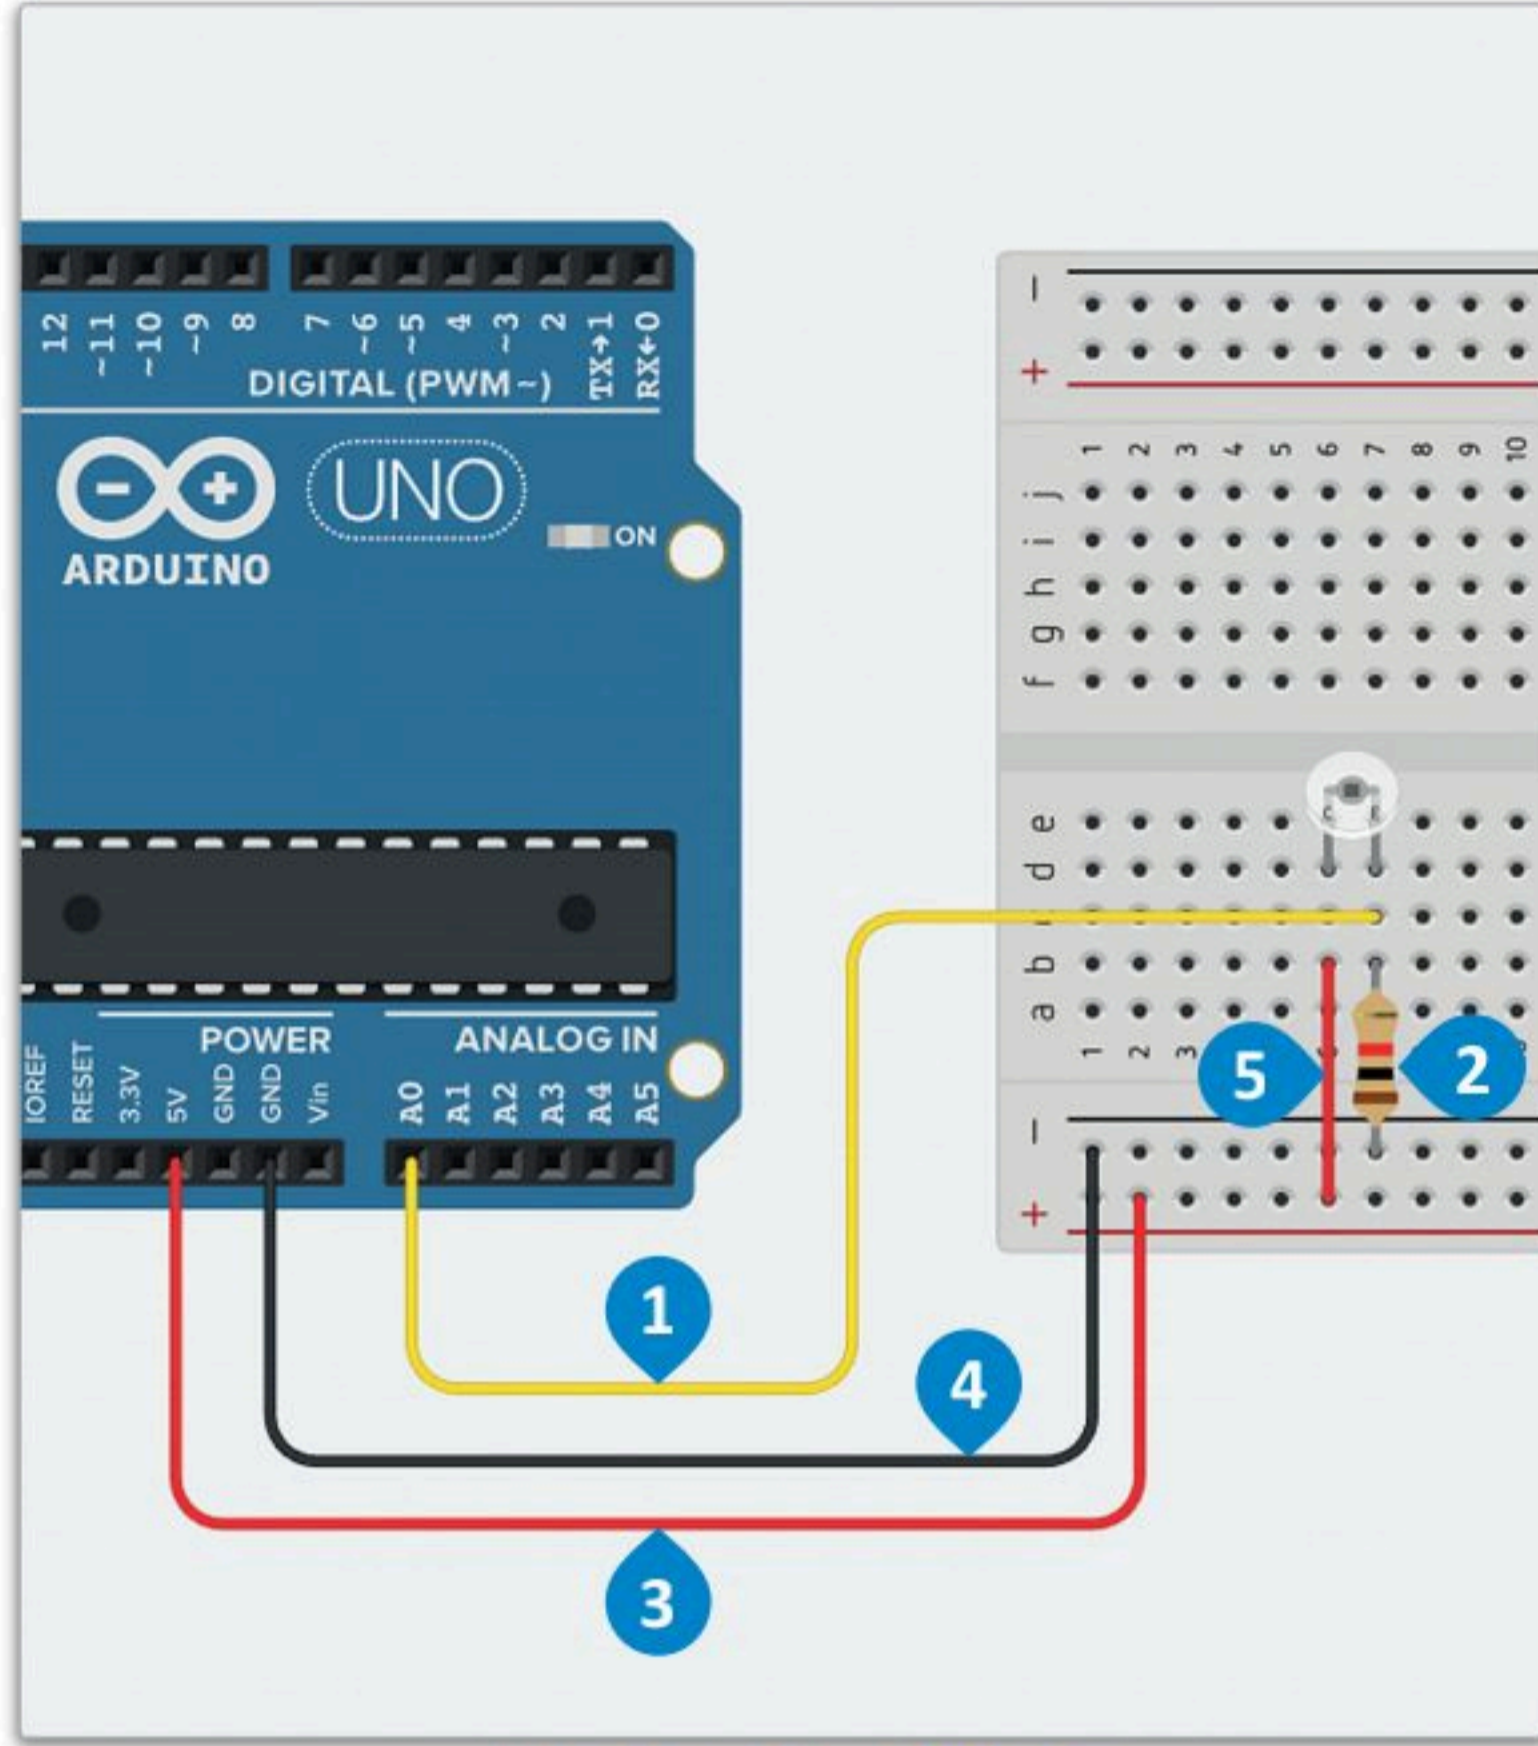 12 ~11 ~10 ~9 8 7 ~6 ~5 4 ~3 2 TX→1 RX←0
DIGITAL (PWM~)
UNO
ON
ARDUINO
POWER
ANALOG IN
IOREF RESET 3.3V 5V GND GND Vin A0 A1 A2 A3 A4 A5
−
+
1 2 3 4 5 6 7 8 9 10
j
i
h
g
f
e
d
b
a
1 2 3
−
+
5
2
1
4
3